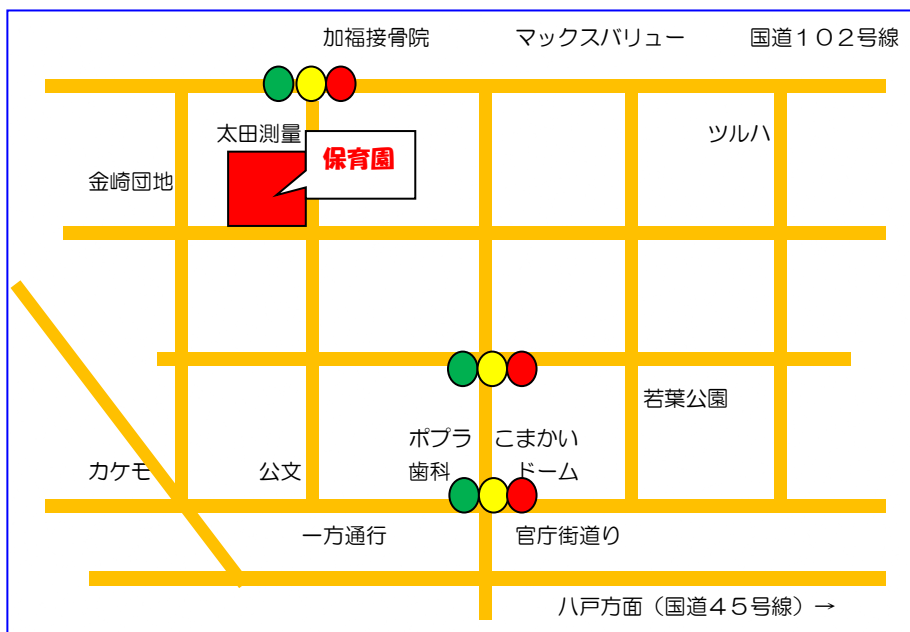 加福接骨院 マックスバリュー 国道１０２号線
太田測量
保育園
ツルハ
金崎団地
若葉公園
ポプラ
歯科
こまかい
ドーム
カケモ
公文
一方通行
官庁街道り
八戸方面（国道４５号線）→